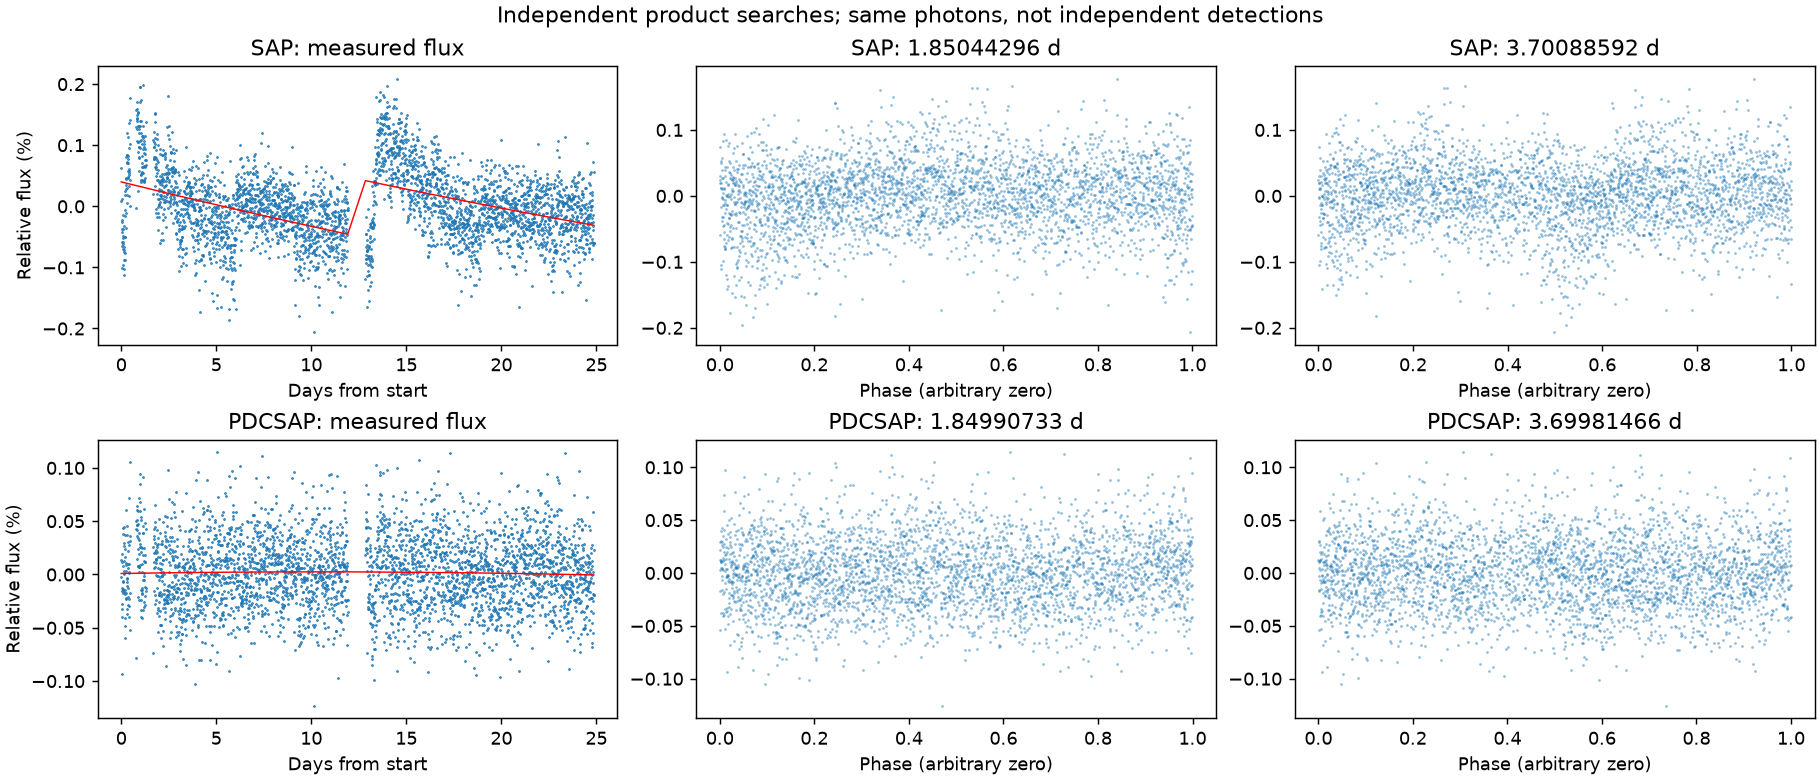 Independent product searches; same photons, not independent detections
SAP: measured flux
SAP: 1.85044296 d
SAP: 3.70088592 d
Relative flux (%)
0.2
0.1
0.0
−0.1
−0.2
0 5 10 15 20 25
Days from start
0.1
0.0
−0.1
−0.2
0.0 0.2 0.4 0.6 0.8 1.0
Phase (arbitrary zero)
0.1
0.0
−0.1
−0.2
0.0 0.2 0.4 0.6 0.8 1.0
Phase (arbitrary zero)
PDCSAP: measured flux
PDCSAP: 1.84990733 d
PDCSAP: 3.69981466 d
Relative flux (%)
0.10
0.05
0.00
−0.05
−0.10
0 5 10 15 20 25
Days from start
0.10
0.05
0.00
−0.05
−0.10
0.0 0.2 0.4 0.6 0.8 1.0
Phase (arbitrary zero)
0.10
0.05
0.00
−0.05
−0.10
0.0 0.2 0.4 0.6 0.8 1.0
Phase (arbitrary zero)